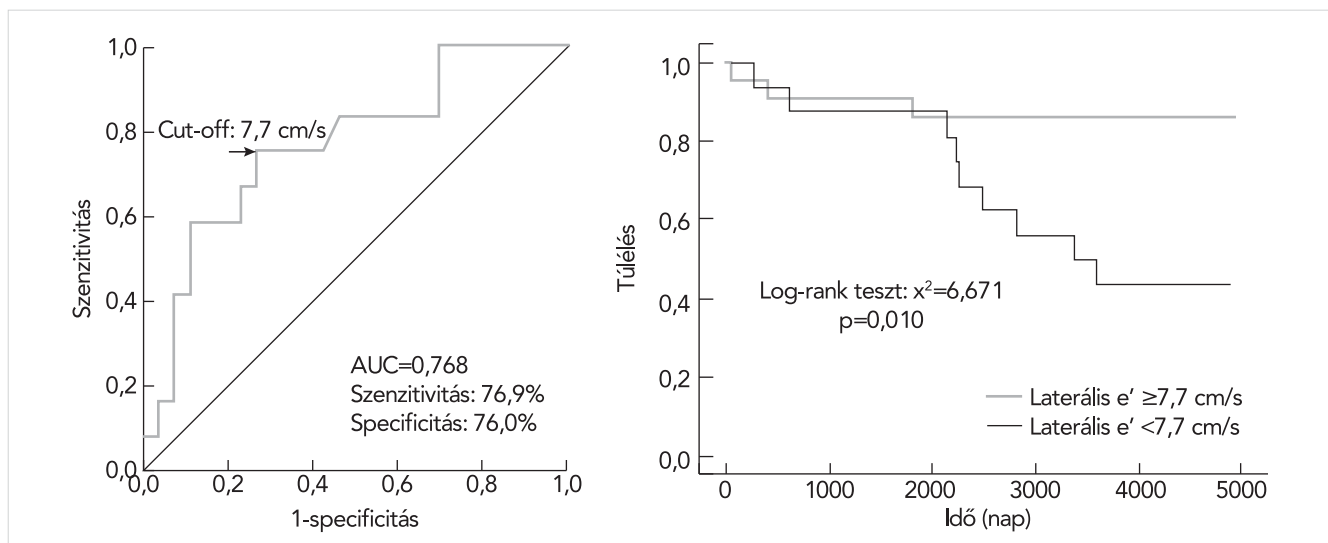 1,0
0,8
0,6
0,4
0,2
0,0
Szenzitivitás
Cut-off: 7,7 cm/s
AUC=0,768
Szenzitivitás: 76,9%
Specificitás: 76,0%
0,0 0,2 0,4 0,6 0,8 1,0
1-specificitás
1,0
0,8
0,6
0,4
0,2
0,0
Túlélés
Log-rank teszt: x²=6,671
p=0,010
Laterális e’ ≥7,7 cm/s
Laterális e’ <7,7 cm/s
0 1000 2000 3000 4000 5000
Idő (nap)